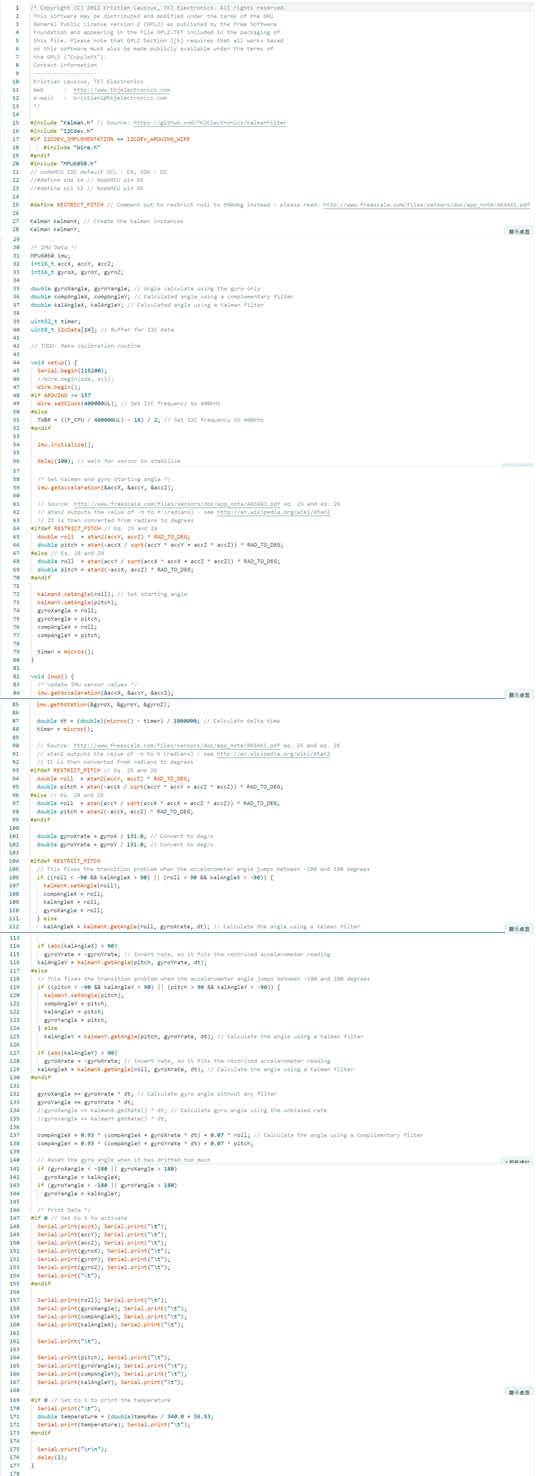 1 /* Copyright (C) 2012 Kristian Lauszus, TKJ Electronics. All rights reserved.
2 This software may be distributed and modified under the terms of the GNU
3 General Public License version 2 (GPL2) as published by the Free Software
4 Foundation and appearing in the file GPL2.TXT included in the packaging of
5 this file. Please note that GPL2 Section 2[b] requires that all works based
6 on this software must also be made publicly available under the terms of
7 the GPL2 ("Copyleft").
8 Contact information
9 -------------------
10 Kristian Lauszus, TKJ Electronics
11 Web : http://www.tkjelectronics.com
12 e-mail : kristianl@tkjelectronics.com
13 */
14
15 #include "Kalman.h" // Source: https://github.com/TKJElectronics/KalmanFilter
16 #include "I2Cdev.h"
17 #if I2CDEV_IMPLEMENTATION == I2CDEV_ARDUINO_WIRE
18 #include "Wire.h"
19 #endif
20 #include "MPU6050.h"
21 // nodeMCU I2C default SCL : D1, SDA : D2
22 //#define sda 14 // NodeMCU pin D5
23 //#define scl 12 // NodeMCU pin D6
24
25 #define RESTRICT_PITCH // Comment out to restrict roll to ±90deg instead - please read: http://www.freescale.com/files/sensors/doc/app_note/AN3461.pdf
26
27 Kalman kalmanX; // Create the Kalman instances
28 Kalman kalmanY;
顯示桌面
29
30 /* IMU Data */
31 MPU6050 imu;
32 int16_t accX, accY, accZ;
33 int16_t gyroX, gyroY, gyroZ;
34
35 double gyroXangle, gyroYangle; // Angle calculate using the gyro only
36 double compAngleX, compAngleY; // Calculated angle using a complementary filter
37 double kalAngleX, kalAngleY; // Calculated angle using a Kalman filter
38
39 uint32_t timer;
40 uint8_t i2cData[14]; // Buffer for I2C data
41
42 // TODO: Make calibration routine
43
44 void setup() {
45 Serial.begin(115200);
46 //Wire.begin(sda, scl);
47 Wire.begin();
48 #if ARDUINO >= 157
49 Wire.setClock(400000UL); // Set I2C frequency to 400kHz
50 #else
51 TWBR = ((F_CPU / 400000UL) - 16) / 2; // Set I2C frequency to 400kHz
52 #endif
53
54 imu.initialize();
55
56 delay(100); // Wait for sensor to stabilize
57
58 /* Set kalman and gyro starting angle */
59 imu.getAcceleration(&accX, &accY, &accZ);
60
61 // Source: http://www.freescale.com/files/sensors/doc/app_note/AN3461.pdf eq. 25 and eq. 26
62 // atan2 outputs the value of -π to π (radians) - see http://en.wikipedia.org/wiki/Atan2
63 // It is then converted from radians to degrees
64 #ifdef RESTRICT_PITCH // Eq. 25 and 26
65 double roll = atan2(accY, accZ) * RAD_TO_DEG;
66 double pitch = atan(-accX / sqrt(accY * accY + accZ * accZ)) * RAD_TO_DEG;
67 #else // Eq. 28 and 29
68 double roll = atan(accY / sqrt(accX * accX + accZ * accZ)) * RAD_TO_DEG;
69 double pitch = atan2(-accX, accZ) * RAD_TO_DEG;
70 #endif
71
72 kalmanX.setAngle(roll); // Set starting angle
73 kalmanY.setAngle(pitch);
74 gyroXangle = roll;
75 gyroYangle = pitch;
76 compAngleX = roll;
77 compAngleY = pitch;
78
79 timer = micros();
80 }
81
82 void loop() {
83 /* Update IMU sensor values */
84 imu.getAcceleration(&accX, &accY, &accZ);
顯示桌面
85 imu.getRotation(&gyroX, &gyroY, &gyroZ);
86
87 double dt = (double)(micros() - timer) / 1000000; // Calculate delta time
88 timer = micros();
89
90 // Source: http://www.freescale.com/files/sensors/doc/app_note/AN3461.pdf eq. 25 and eq. 26
91 // atan2 outputs the value of -π to π (radians) - see http://en.wikipedia.org/wiki/Atan2
92 // It is then converted from radians to degrees
93 #ifdef RESTRICT_PITCH // Eq. 25 and 26
94 double roll = atan2(accY, accZ) * RAD_TO_DEG;
95 double pitch = atan(-accX / sqrt(accY * accY + accZ * accZ)) * RAD_TO_DEG;
96 #else // Eq. 28 and 29
97 double roll = atan(accY / sqrt(accX * accX + accZ * accZ)) * RAD_TO_DEG;
98 double pitch = atan2(-accX, accZ) * RAD_TO_DEG;
99 #endif
100
101 double gyroXrate = gyroX / 131.0; // Convert to deg/s
102 double gyroYrate = gyroY / 131.0; // Convert to deg/s
103
104 #ifdef RESTRICT_PITCH
105 // This fixes the transition problem when the accelerometer angle jumps between -180 and 180 degrees
106 if ((roll < -90 && kalAngleX > 90) || (roll > 90 && kalAngleX < -90)) {
107 kalmanX.setAngle(roll);
108 compAngleX = roll;
109 kalAngleX = roll;
110 gyroXangle = roll;
111 } else
112 kalAngleX = kalmanX.getAngle(roll, gyroXrate, dt); // Calculate the angle using a Kalman filter
顯示桌面
113
114 if (abs(kalAngleX) > 90)
115 gyroYrate = -gyroYrate; // Invert rate, so it fits the restriced accelerometer reading
116 kalAngleY = kalmanY.getAngle(pitch, gyroYrate, dt);
117 #else
118 // This fixes the transition problem when the accelerometer angle jumps between -180 and 180 degrees
119 if ((pitch < -90 && kalAngleY > 90) || (pitch > 90 && kalAngleY < -90)) {
120 kalmanY.setAngle(pitch);
121 compAngleY = pitch;
122 kalAngleY = pitch;
123 gyroYangle = pitch;
124 } else
125 kalAngleY = kalmanY.getAngle(pitch, gyroYrate, dt); // Calculate the angle using a Kalman filter
126
127 if (abs(kalAngleY) > 90)
128 gyroXrate = -gyroXrate; // Invert rate, so it fits the restriced accelerometer reading
129 kalAngleX = kalmanX.getAngle(roll, gyroXrate, dt); // Calculate the angle using a Kalman filter
130 #endif
131
132 gyroXangle += gyroXrate * dt; // Calculate gyro angle without any filter
133 gyroYangle += gyroYrate * dt;
134 //gyroXangle += kalmanX.getRate() * dt; // Calculate gyro angle using the unbiased rate
135 //gyroYangle += kalmanY.getRate() * dt;
136
137 compAngleX = 0.93 * (compAngleX + gyroXrate * dt) + 0.07 * roll; // Calculate the angle using a Complimentary filter
138 compAngleY = 0.93 * (compAngleY + gyroYrate * dt) + 0.07 * pitch;
139
140 // Reset the gyro angle when it has drifted too much
141 if (gyroXangle < -180 || gyroXangle > 180)
142 gyroXangle = kalAngleX;
143 if (gyroYangle < -180 || gyroYangle > 180)
144 gyroYangle = kalAngleY;
145
146 /* Print Data */
147 #if 0 // Set to 1 to activate
148 Serial.print(accX); Serial.print("\t");
149 Serial.print(accY); Serial.print("\t");
150 Serial.print(accZ); Serial.print("\t");
151 Serial.print(gyroX); Serial.print("\t");
152 Serial.print(gyroY); Serial.print("\t");
153 Serial.print(gyroZ); Serial.print("\t");
154 Serial.print("\t");
155 #endif
156
157 Serial.print(roll); Serial.print("\t");
158 Serial.print(gyroXangle); Serial.print("\t");
159 Serial.print(compAngleX); Serial.print("\t");
160 Serial.print(kalAngleX); Serial.print("\t");
161
162 Serial.print("\t");
163
164 Serial.print(pitch); Serial.print("\t");
165 Serial.print(gyroYangle); Serial.print("\t");
166 Serial.print(compAngleY); Serial.print("\t");
167 Serial.print(kalAngleY); Serial.print("\t");
168
顯示桌面
169 #if 0 // Set to 1 to print the temperature
170 Serial.print("\t");
171 double temperature = (double)tempRaw / 340.0 + 36.53;
172 Serial.print(temperature); Serial.print("\t");
173 #endif
174
175 Serial.print("\r\n");
176 delay(2);
177 }
178